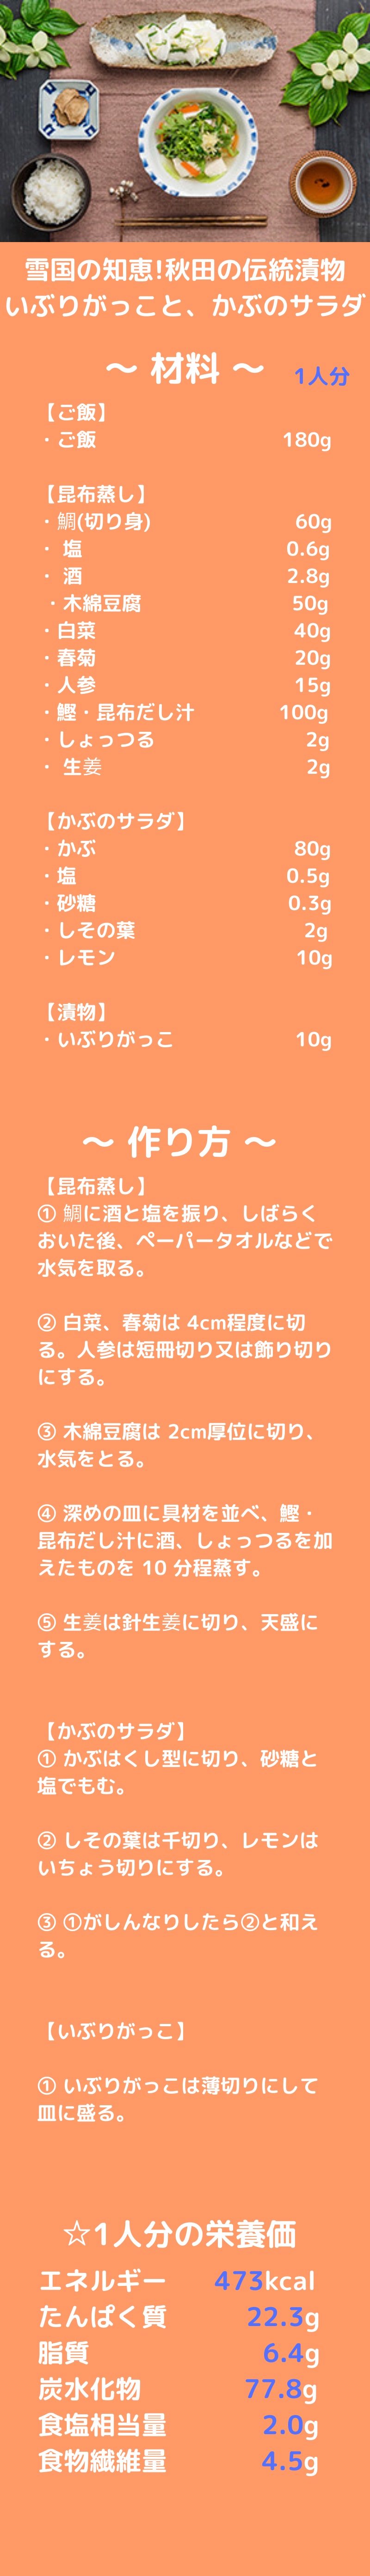 雪国の知恵!秋田の伝統漬物
いぶりがっこと、かぶのサラダ
～ 材料 ～ 1人分
【ご飯】
・ご飯 180g
【昆布蒸し】
・鯛(切り身) 60g
・ 塩 0.6g
・ 酒 2.8g
・木綿豆腐 50g
・白菜 40g
・春菊 20g
・人参 15g
・鰹・昆布だし汁 100g
・しょっつる 2g
・ 生姜 2g
【かぶのサラダ】
・かぶ 80g
・塩 0.5g
・砂糖 0.3g
・しその葉 2g
・レモン 10g
【漬物】
・いぶりがっこ 10g
～ 作り方 ～
【昆布蒸し】
① 鯛に酒と塩を振り、しばらく
おいた後、ペーパータオルなどで
水気を取る。
② 白菜、春菊は 4cm程度に切
る。人参は短冊切り又は飾り切り
にする。
③ 木綿豆腐は 2cm厚位に切り、
水気をとる。
④ 深めの皿に具材を並べ、鰹・
昆布だし汁に酒、しょっつるを加
えたものを 10 分程蒸す。
⑤ 生姜は針生姜に切り、天盛に
する。
【かぶのサラダ】
① かぶはくし型に切り、砂糖と
塩でもむ。
② しその葉は千切り、レモンは
いちょう切りにする。
③ ①がしんなりしたら②と和え
る。
【いぶりがっこ】
① いぶりがっこは薄切りにして
皿に盛る。
☆1人分の栄養価
エネルギー 473kcal
たんぱく質 22.3g
脂質 6.4g
炭水化物 77.8g
食塩相当量 2.0g
食物繊維量 4.5g